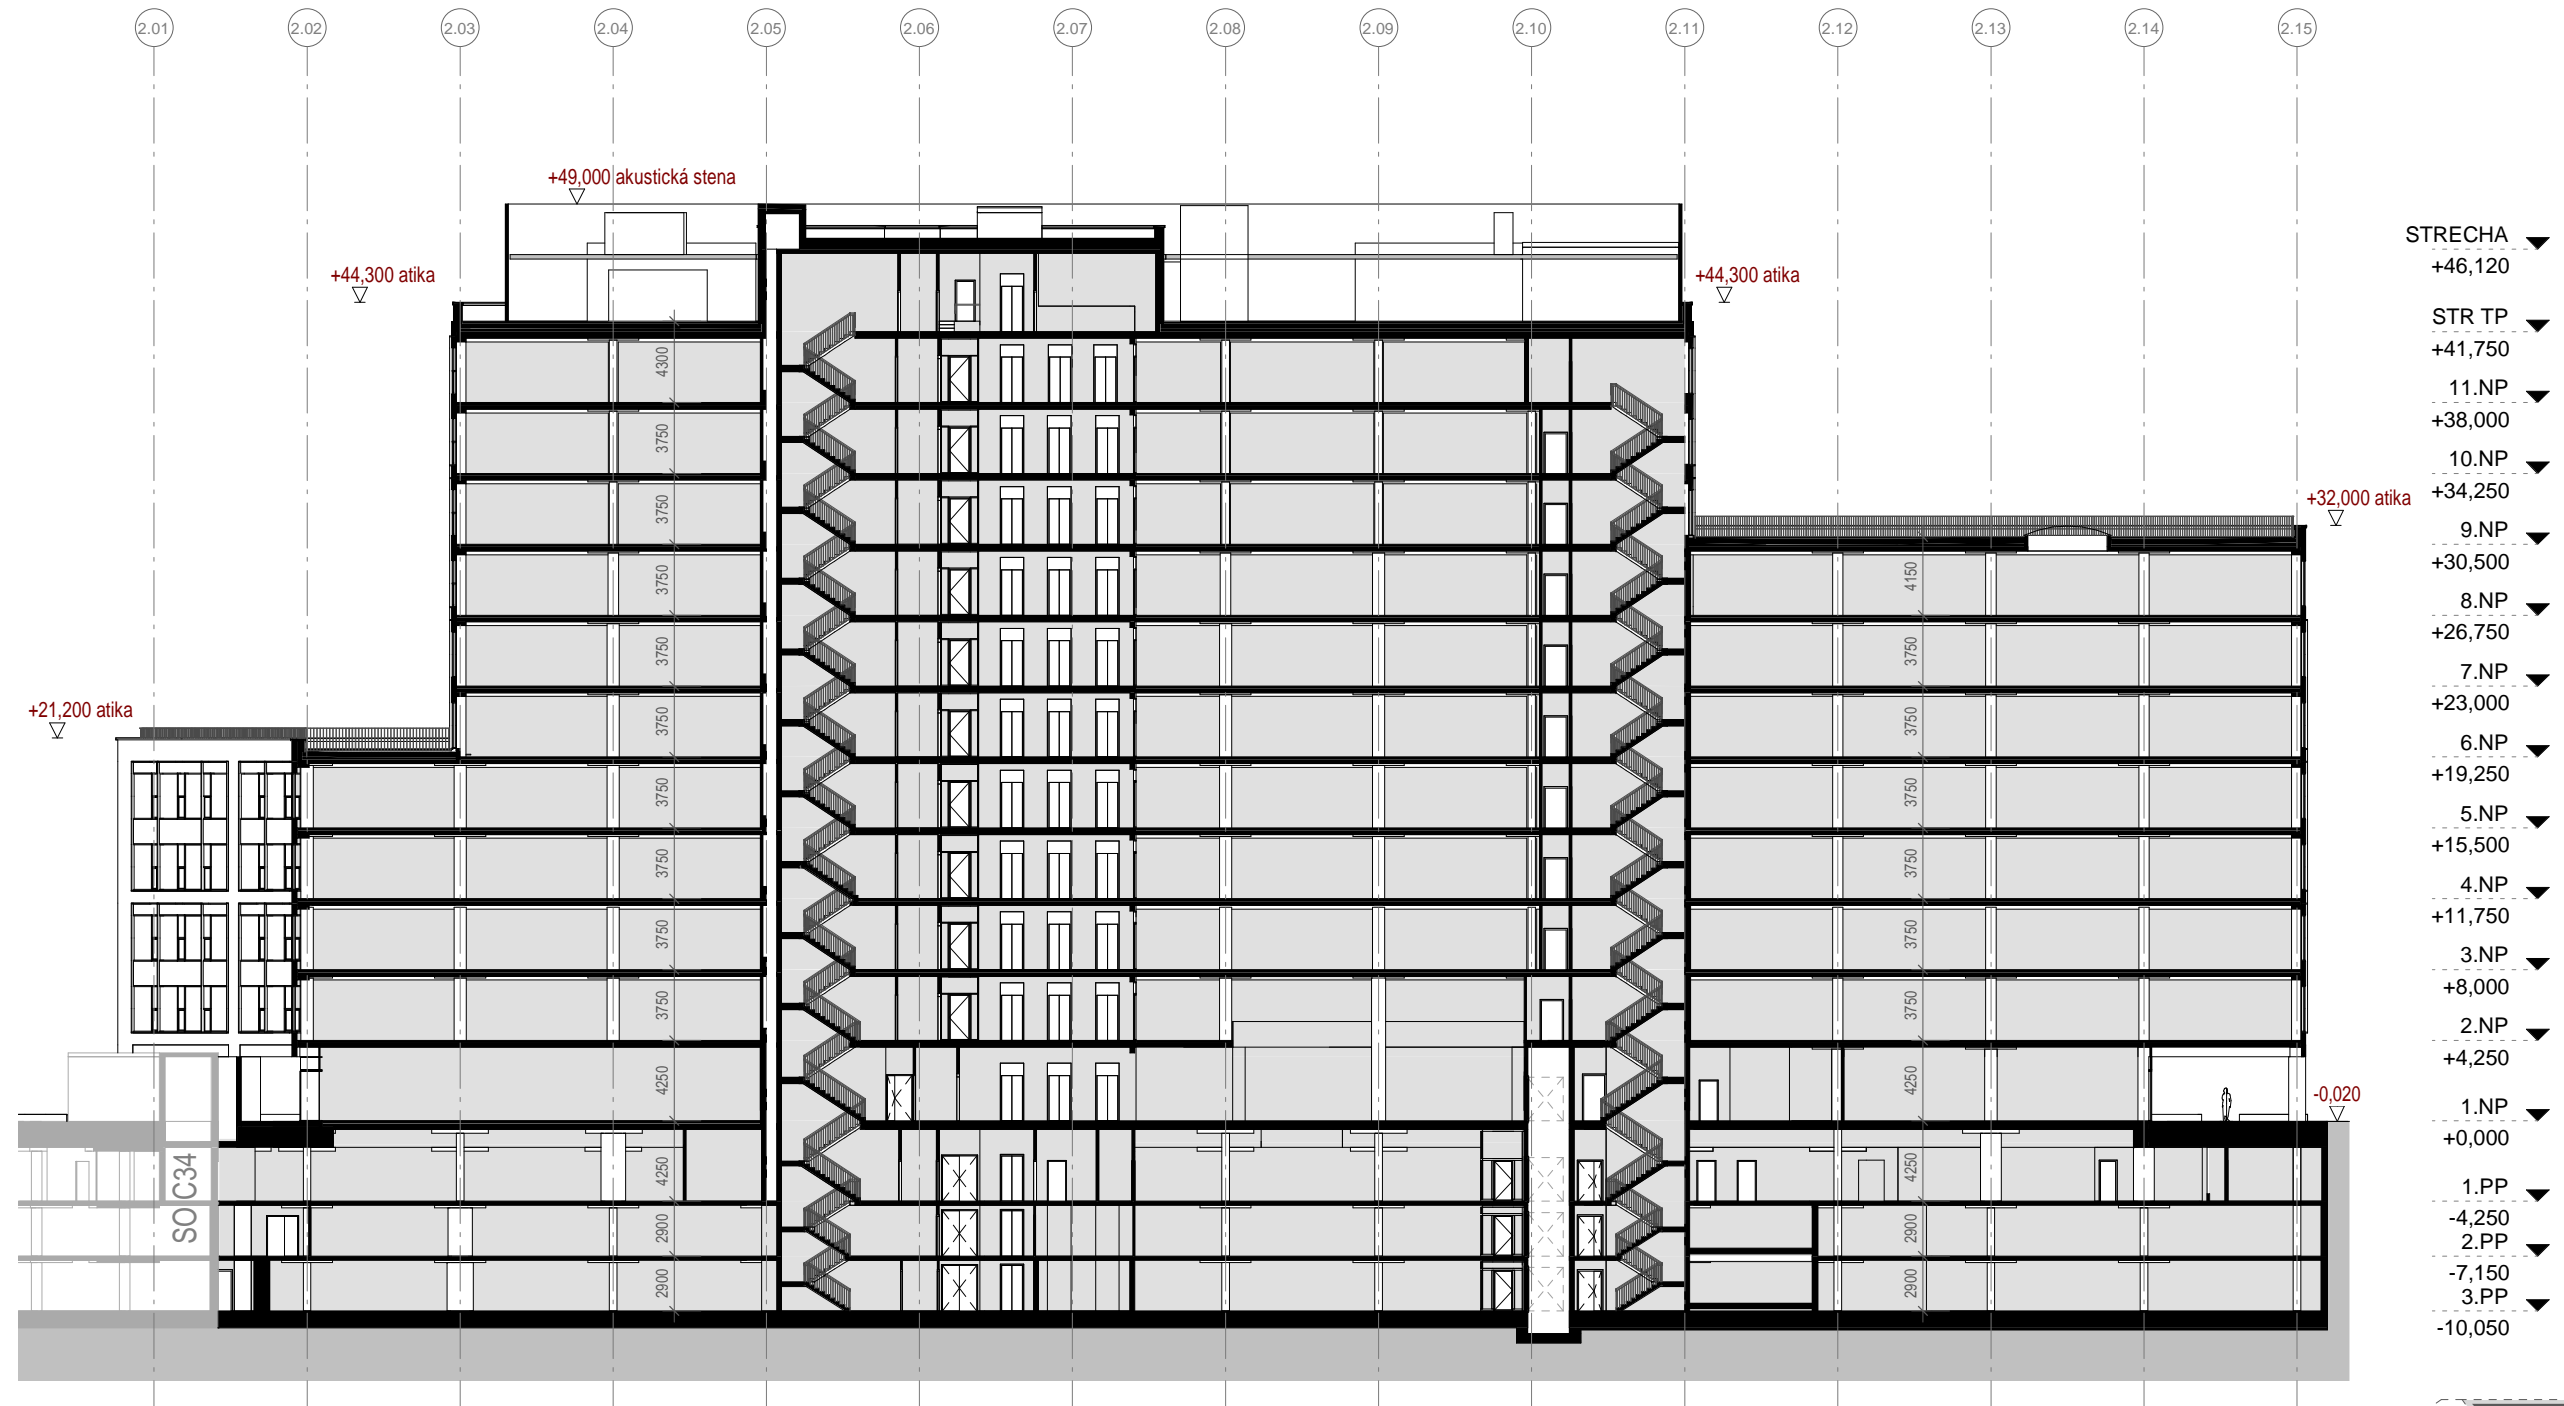 2.01
2.02
2.03
2.04
2.05
2.06
2.07
2.08
2.09
2.10
2.11
2.12
2.13
2.14
2.15
+49,000 akustická stena
+44,300 atika
+44,300 atika
+32,000 atika
+21,200 atika
-0,020
4300
3750
3750
3750
3750
3750
3750
3750
3750
3750
4250
4250
2900
2900
4150
3750
3750
3750
3750
3750
3750
4250
4250
2900
2900
SO C34
STRECHA
+46,120
STR TP
+41,750
11.NP
+38,000
10.NP
+34,250
9.NP
+30,500
8.NP
+26,750
7.NP
+23,000
6.NP
+19,250
5.NP
+15,500
4.NP
+11,750
3.NP
+8,000
2.NP
+4,250
1.NP
+0,000
1.PP
-4,250
2.PP
-7,150
3.PP
-10,050